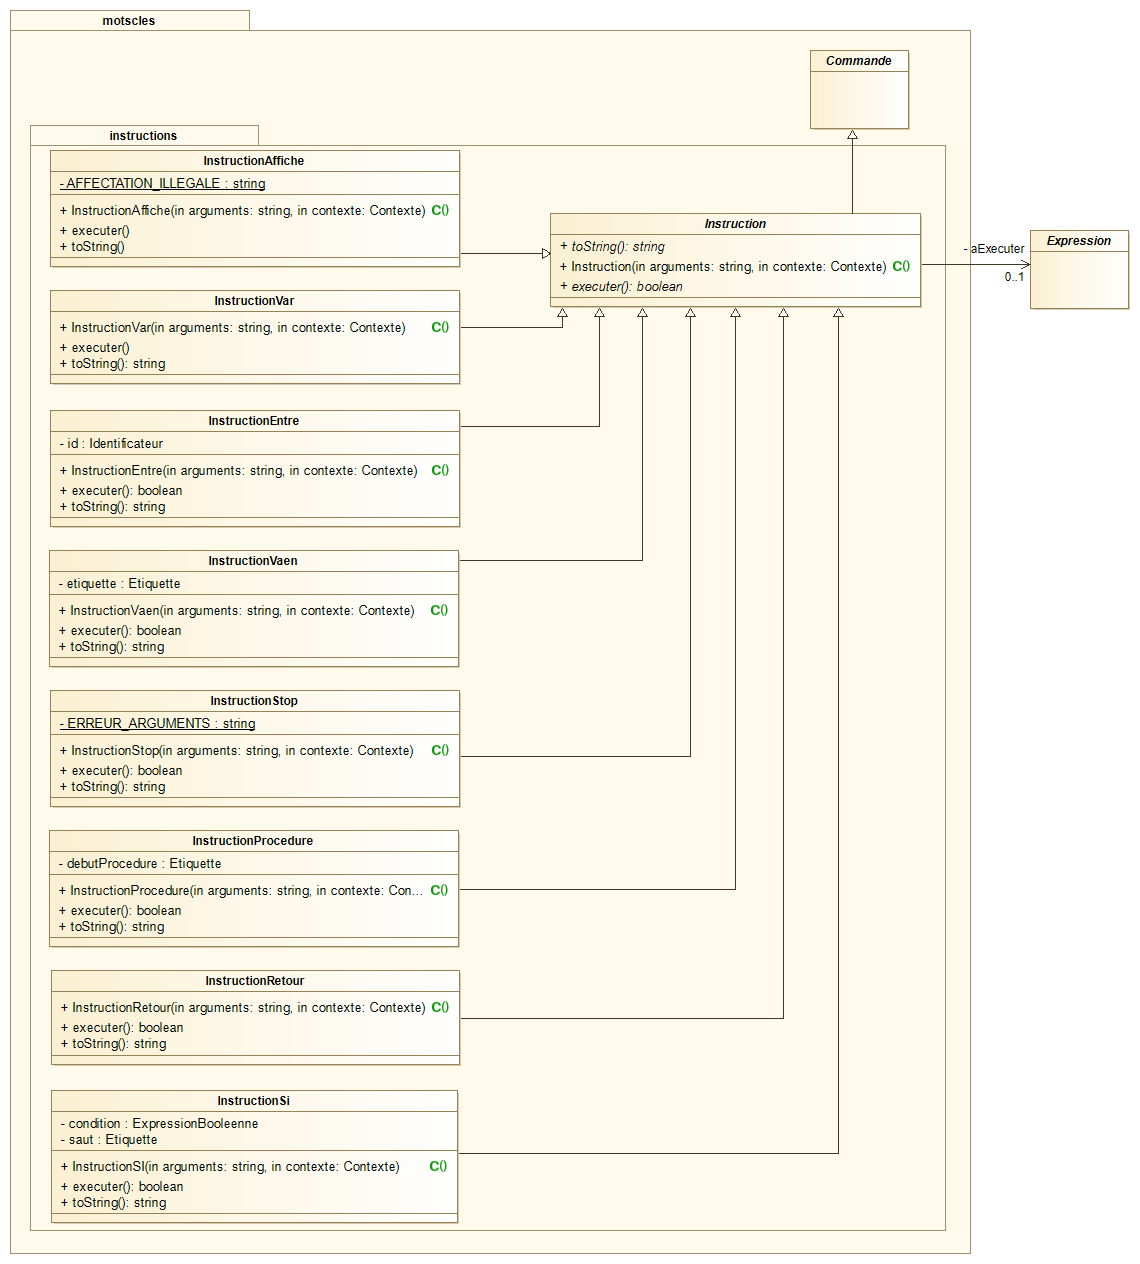 motscles
Commande
instructions
InstructionAffiche
- AFFECTATION_ILLEGALE : string
+ InstructionAffiche(in arguments: string, in contexte: Contexte) C()
+ executer()
+ toString()
Instruction
+ toString(): string
+ Instruction(in arguments: string, in contexte: Contexte) C()
+ executer(): boolean
- aExecuter
0..1
Expression
InstructionVar
+ InstructionVar(in arguments: string, in contexte: Contexte) C()
+ executer()
+ toString(): string
InstructionEntre
- id : Identificateur
+ InstructionEntre(in arguments: string, in contexte: Contexte) C()
+ executer(): boolean
+ toString(): string
InstructionVaen
- etiquette : Etiquette
+ InstructionVaen(in arguments: string, in contexte: Contexte) C()
+ executer(): boolean
+ toString(): string
InstructionStop
- ERREUR_ARGUMENTS : string
+ InstructionStop(in arguments: string, in contexte: Contexte) C()
+ executer(): boolean
+ toString(): string
InstructionProcedure
- debutProcedure : Etiquette
+ InstructionProcedure(in arguments: string, in contexte: Con... C()
+ executer(): boolean
+ toString(): string
InstructionRetour
+ InstructionRetour(in arguments: string, in contexte: Contexte) C()
+ executer(): boolean
+ toString(): string
InstructionSi
- condition : ExpressionBooleenne
- saut : Etiquette
+ InstructionSI(in arguments: string, in contexte: Contexte) C()
+ executer(): boolean
+ toString(): string